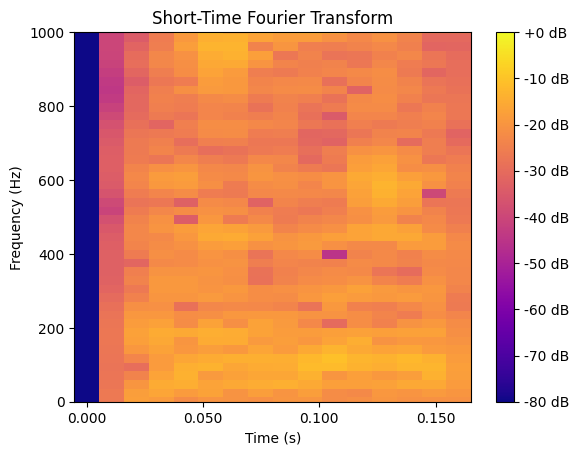 Short-Time Fourier Transform
1000
800
600
400
200
0
Frequency (Hz)
0.000
0.050
0.100
0.150
Time (s)
+0 dB
-10 dB
-20 dB
-30 dB
-40 dB
-50 dB
-60 dB
-70 dB
-80 dB